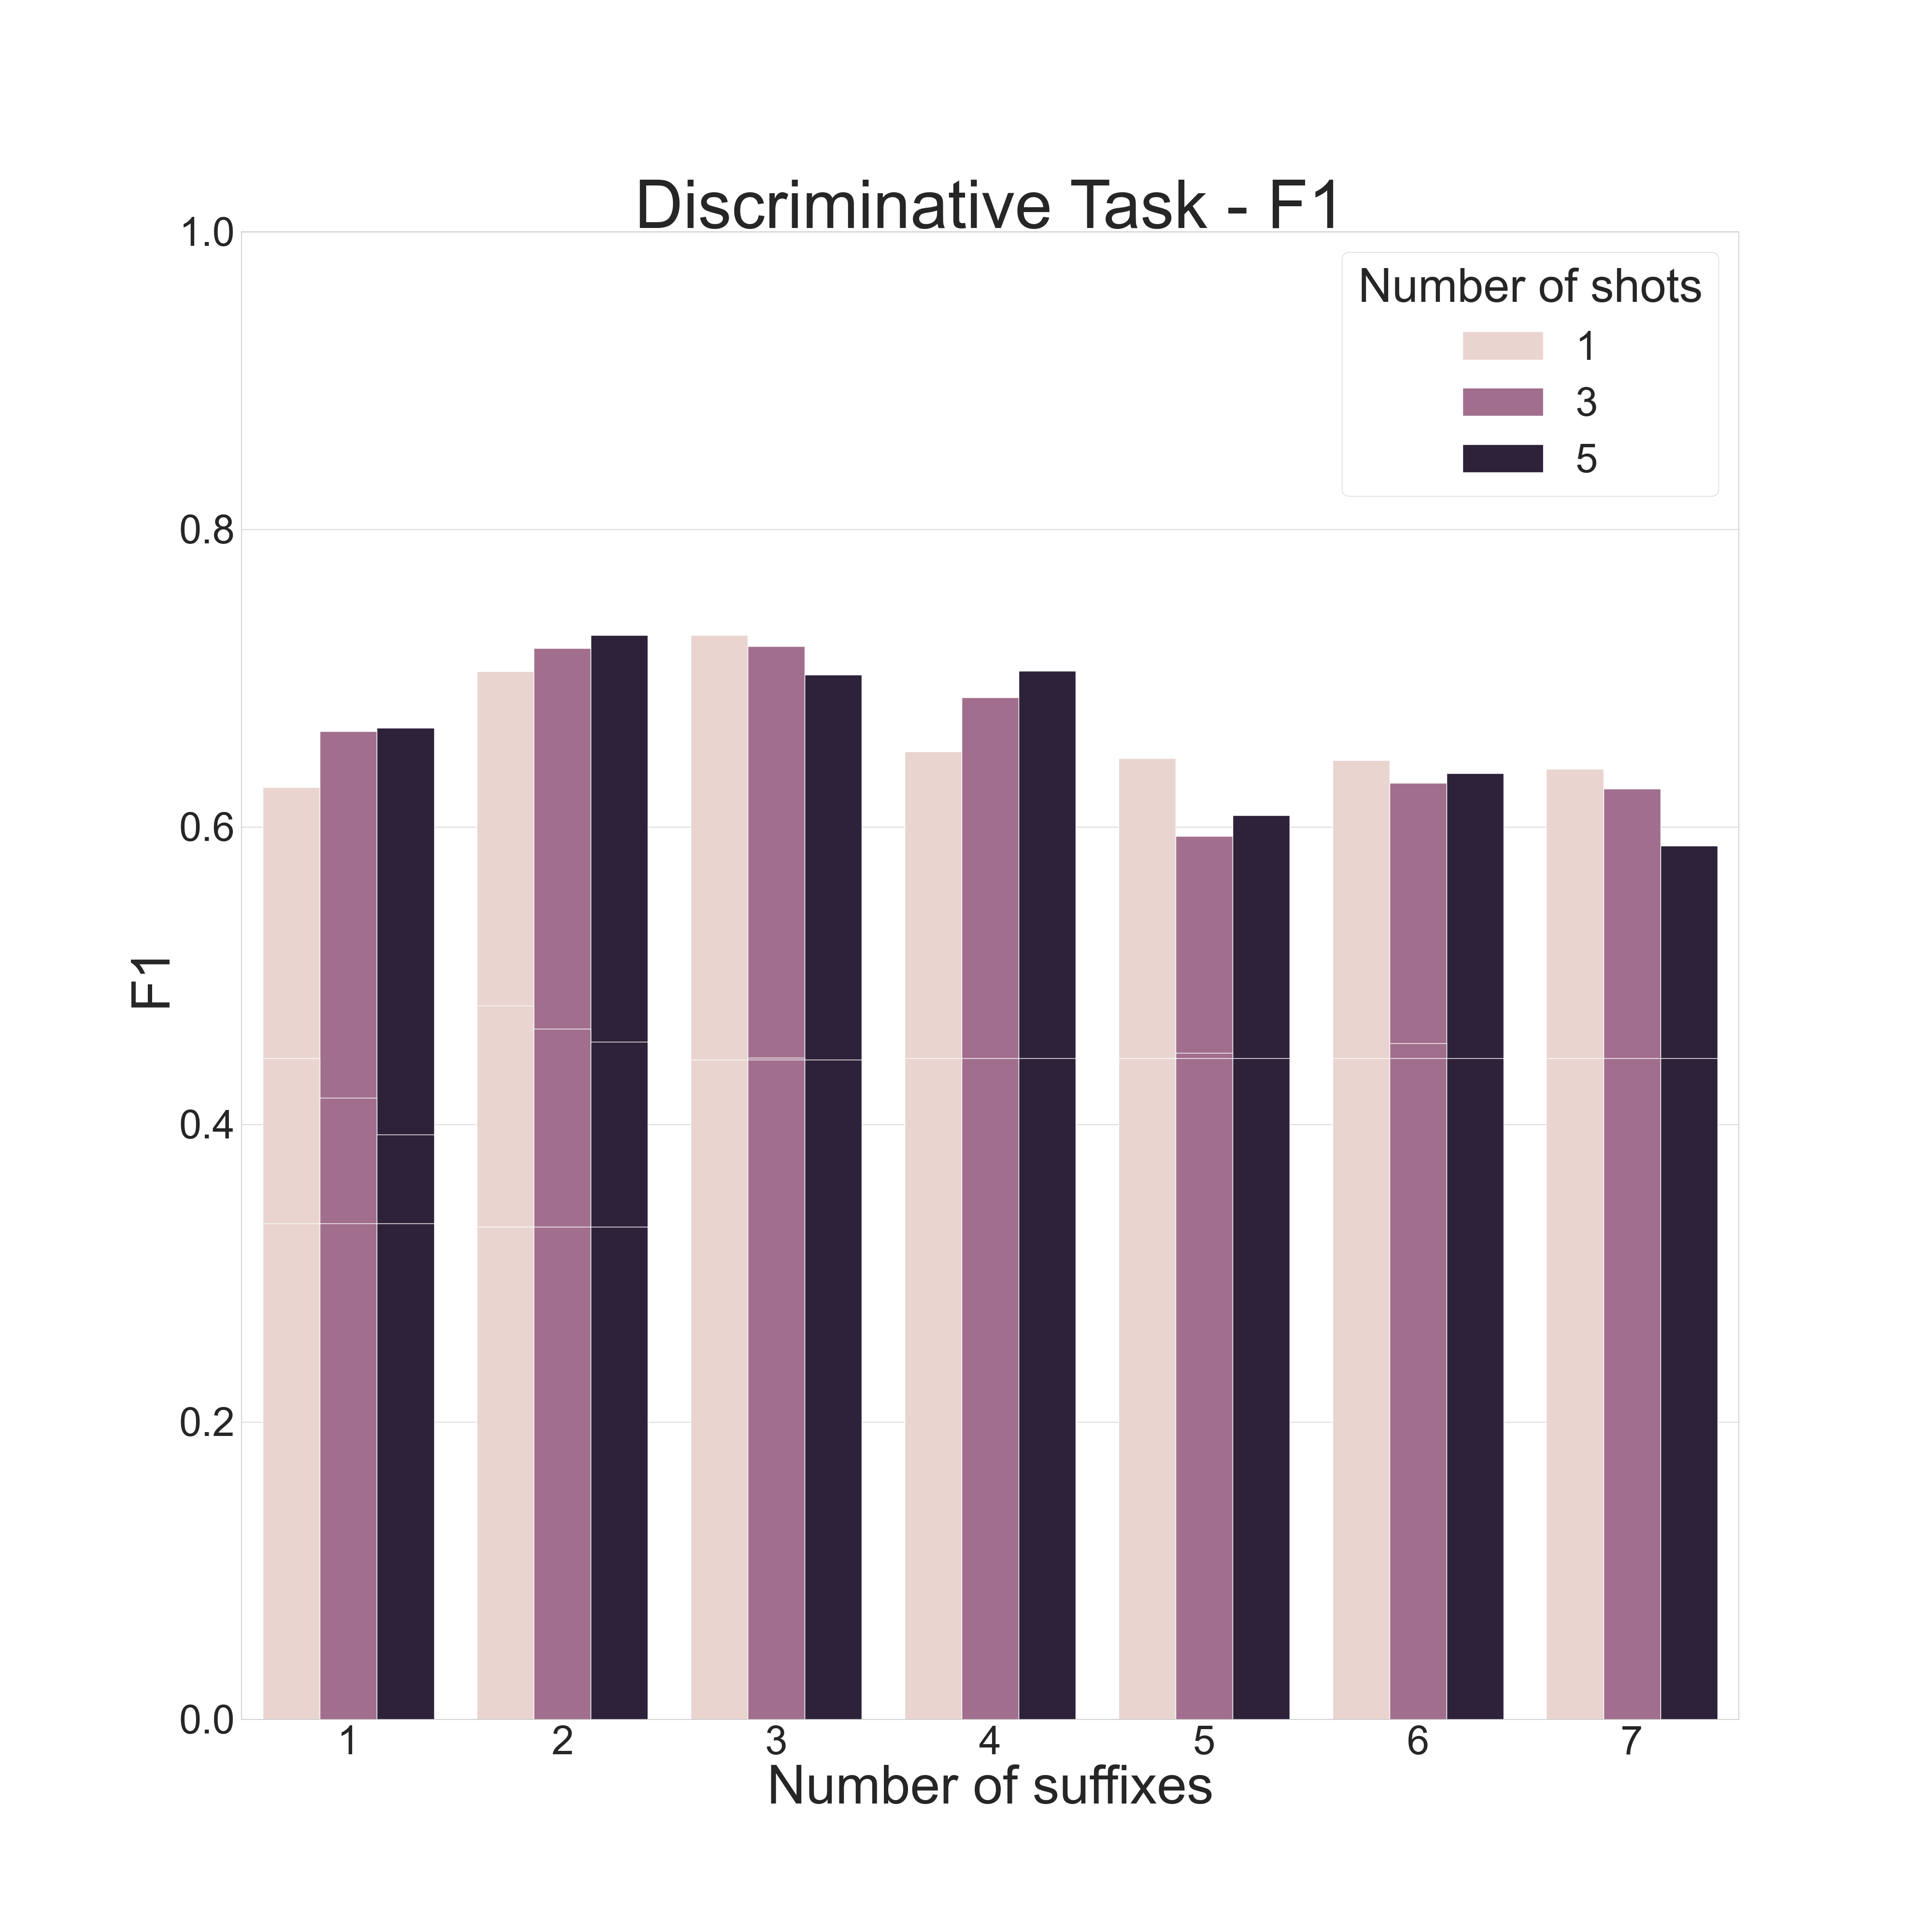 Discriminative Task - F1
Number of shots
1
3
5
1.0
0.8
0.6
0.4
0.2
0.0
F1
1 2 3 4 5 6 7
Number of suffixes